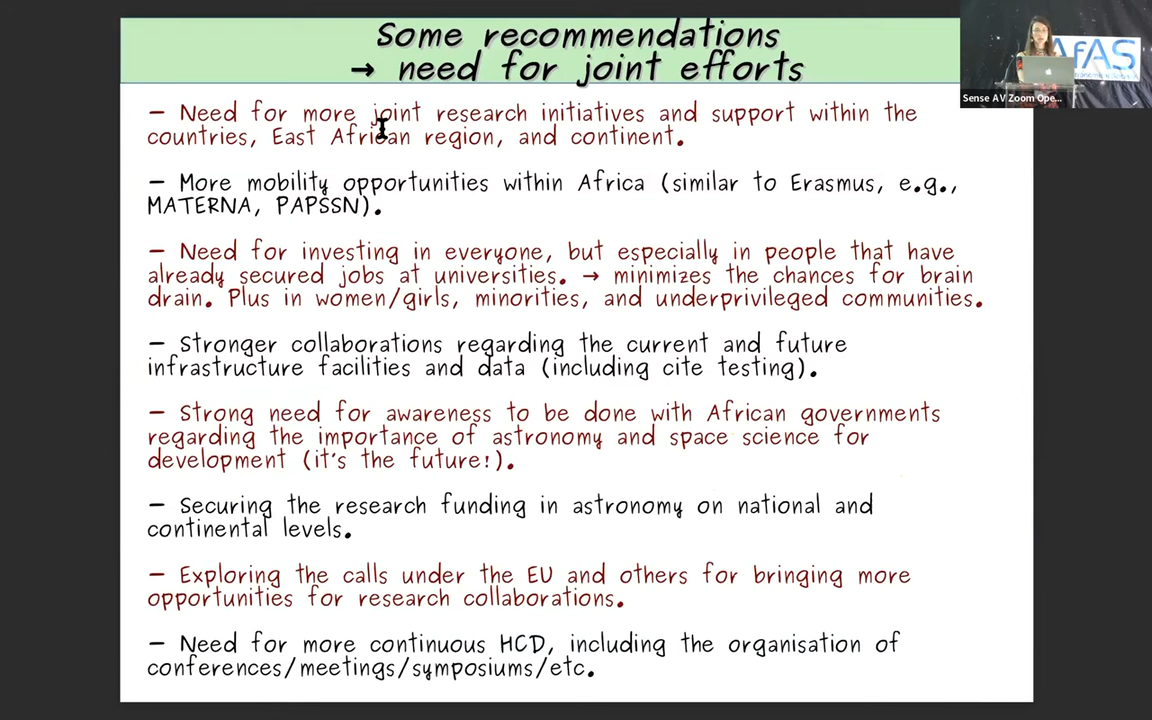 Some recommendations
→ need for joint efforts
AfAS
Sense AV Zoom Ope...
– Need for more joint research initiatives and support within the
countries, East African region, and continent.
– More mobility opportunities within Africa (similar to Erasmus, e.g.,
MATERNA, PAPSSN).
– Need for investing in everyone, but especially in people that have
already secured jobs at universities. → minimizes the chances for brain
drain. Plus in women/girls, minorities, and underprivileged communities.
– Stronger collaborations regarding the current and future
infrastructure facilities and data (including cite testing).
– Strong need for awareness to be done with African governments
regarding the importance of astronomy and space science for
development (it's the future!).
– Securing the research funding in astronomy on national and
continental levels.
– Exploring the calls under the EU and others for bringing more
opportunities for research collaborations.
– Need for more continuous HCD, including the organisation of
conferences/meetings/symposiums/etc.